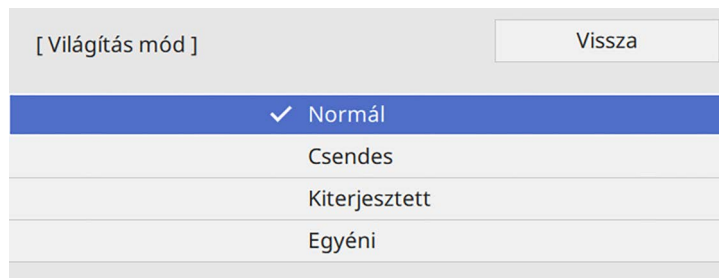 [ Világítás mód ]
Vissza
Normál
Csendes
Kiterjesztett
Egyéni